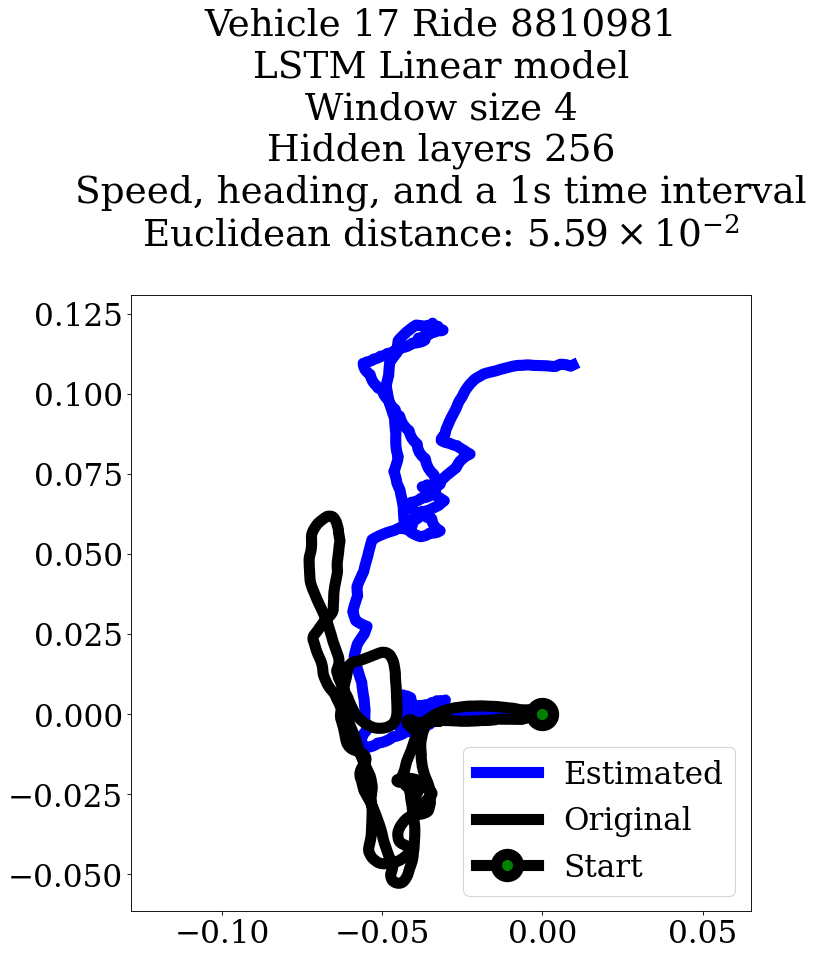 Vehicle 17 Ride 8810981
LSTM Linear model
Window size 4
Hidden layers 256
Speed, heading, and a 1s time interval
Euclidean distance: 5.59 × 10⁻²
0.125
0.100
0.075
0.050
0.025
0.000
−0.025
−0.050
Estimated
Original
Start
−0.10 −0.05 0.00 0.05